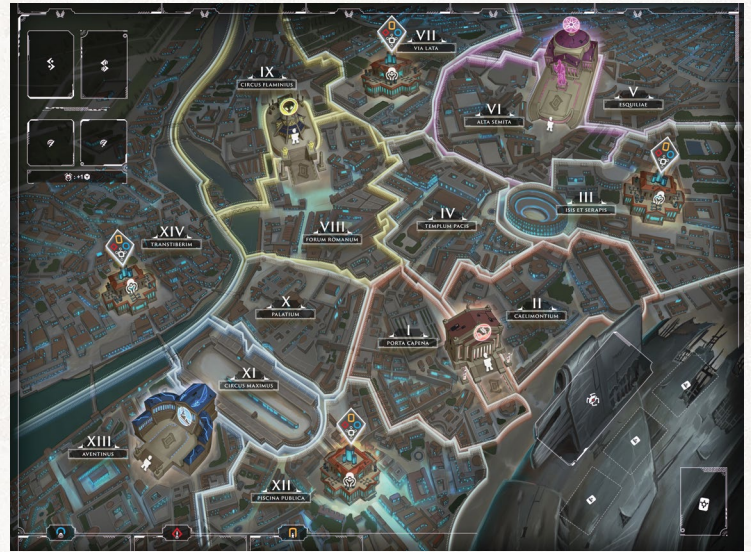 VII
VIA LATA
IX
CIRCUS FLAMINIUS
V
ESQUILIAE
VI
ALTA SEMITA
: +1
III
ISIS ET SERAPIS
IV
TEMPLUM PACIS
XIV
TRANSTIBERIM
VIII
FORUM ROMANUM
X
PALATIUM
II
CAELIMONTIUM
I
PORTA CAPENA
XI
CIRCUS MAXIMUS
XIII
AVENTINUS
XII
PISCINA PUBLICA